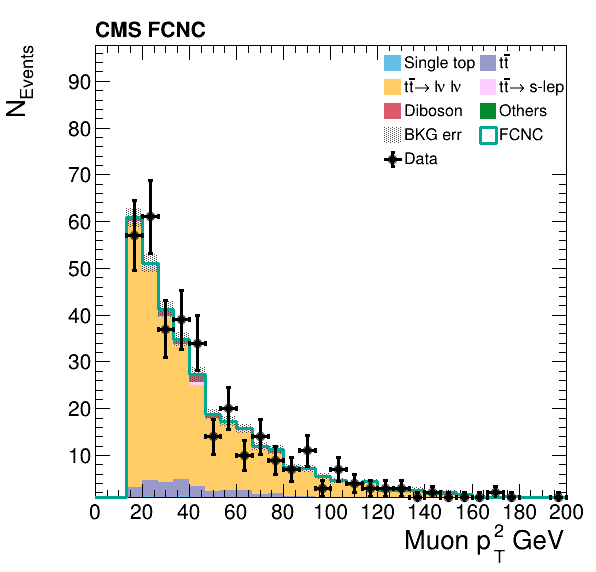 CMS FCNC
N_Events
90
80
70
60
50
40
30
20
10
Single top
tt̅
tt̅→ lν lν
tt̅→ s-lep
Diboson
Others
BKG err
FCNC
Data
0 20 40 60 80 100 120 140 160 180 200
Muon p_T^2 GeV